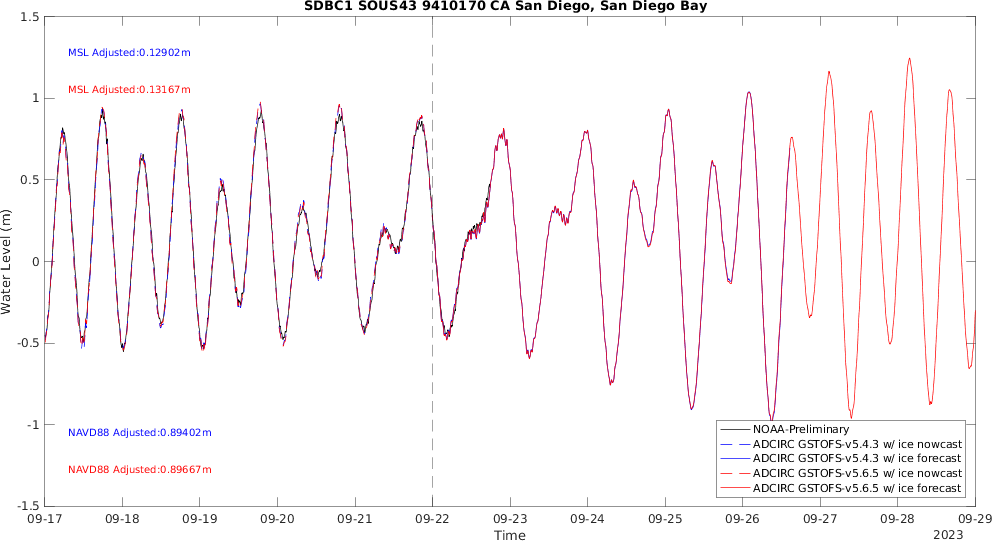 SDBC1 SOUS43 9410170 CA San Diego, San Diego Bay
1.5
MSL Adjusted:0.12902m
MSL Adjusted:0.13167m
1
0.5
Water Level (m)
0
-0.5
-1
NAVD88 Adjusted:0.89402m
NAVD88 Adjusted:0.89667m
NOAA-Preliminary
ADCIRC GSTOFS-v5.4.3 w/ ice nowcast
ADCIRC GSTOFS-v5.4.3 w/ ice forecast
ADCIRC GSTOFS-v5.6.5 w/ ice nowcast
ADCIRC GSTOFS-v5.6.5 w/ ice forecast
-1.5
09-17 09-18 09-19 09-20 09-21 09-22 09-23 09-24 09-25 09-26 09-27 09-28 09-29
Time
2023